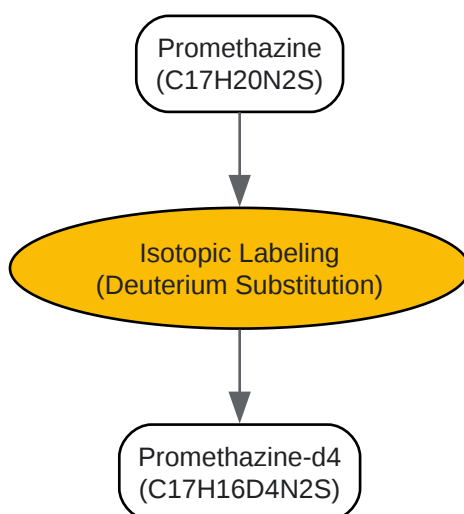 Promethazine
(C17H20N2S)
Isotopic Labeling
(Deuterium Substitution)
Promethazine-d4
(C17H16D4N2S)